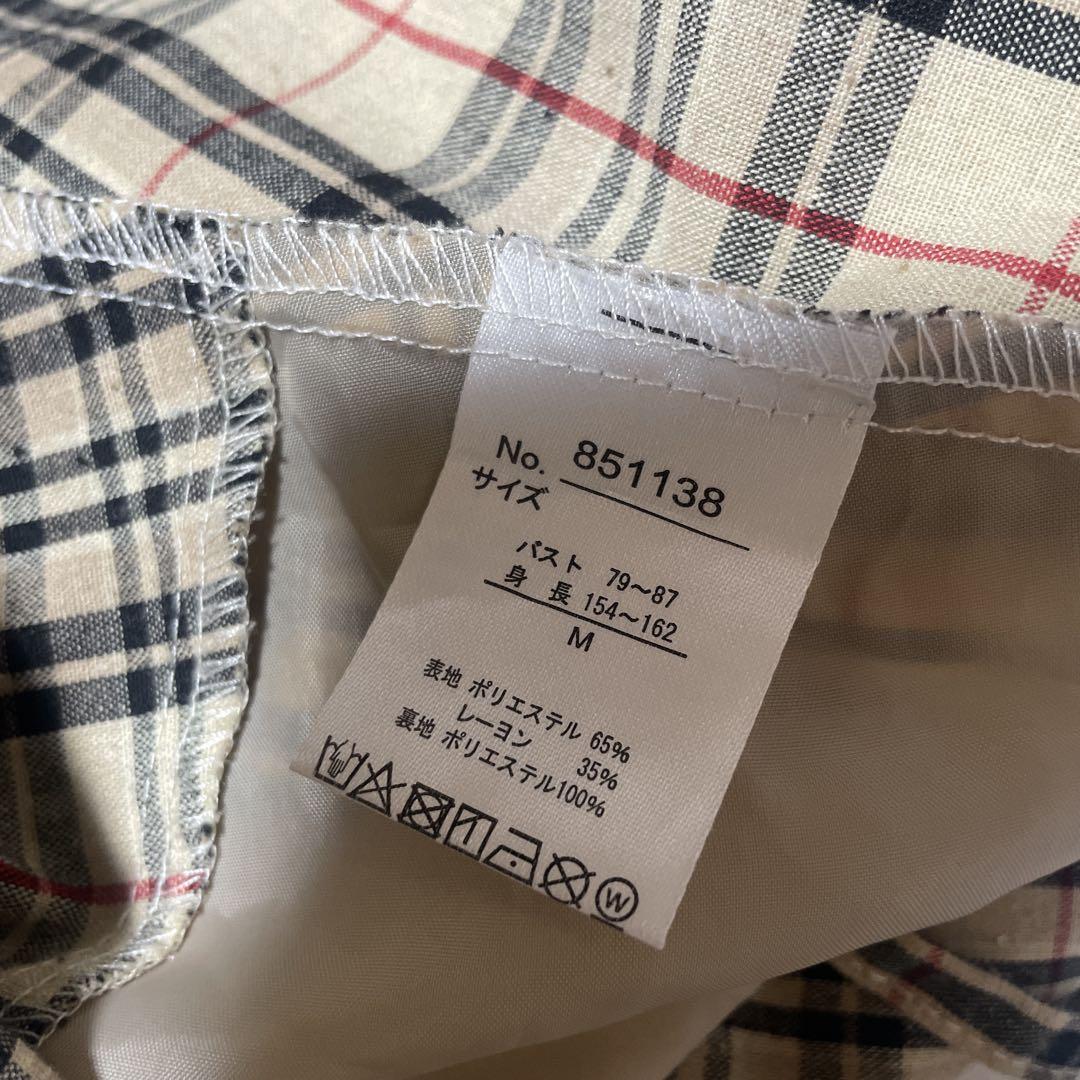 No. 851138
サイズ
バスト 79～87
身 長 154～162
M
表地 ポリエステル 65%
レーヨン 35%
裏地 ポリエステル100%
W